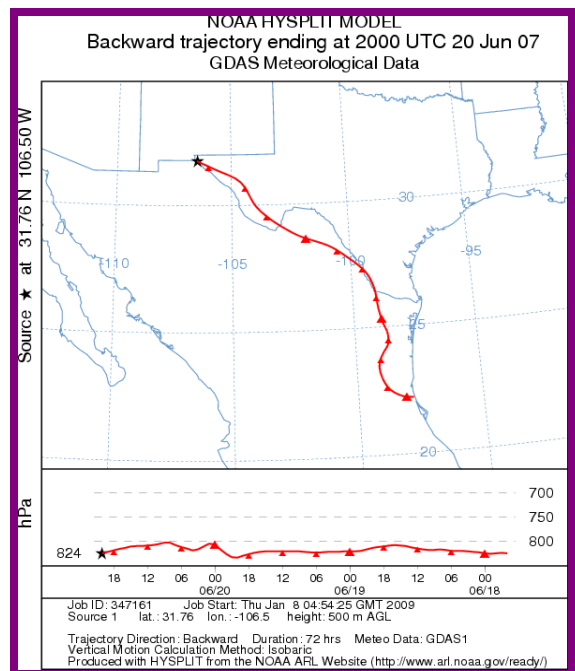 NOAA HYSPLIT MODEL
Backward trajectory ending at 2000 UTC 20 Jun 07
GDAS Meteorological Data
Source ★ at 31.76 N 106.50 W
30
-110
-105
-100
-95
25
20
hPa
700
750
800
824
18 12 06 00 18 12 06 00 18 12 06 00
06/20 06/19 06/18
Job ID: 347161 Job Start: Thu Jan 8 04:54:25 GMT 2009
Source 1 lat.: 31.76 lon.: -106.5 height: 500 m AGL
Trajectory Direction: Backward Duration: 72 hrs Meteo Data: GDAS1
Vertical Motion Calculation Method: Isobaric
Produced with HYSPLIT from the NOAA ARL Website (http://www.arl.noaa.gov/ready/)